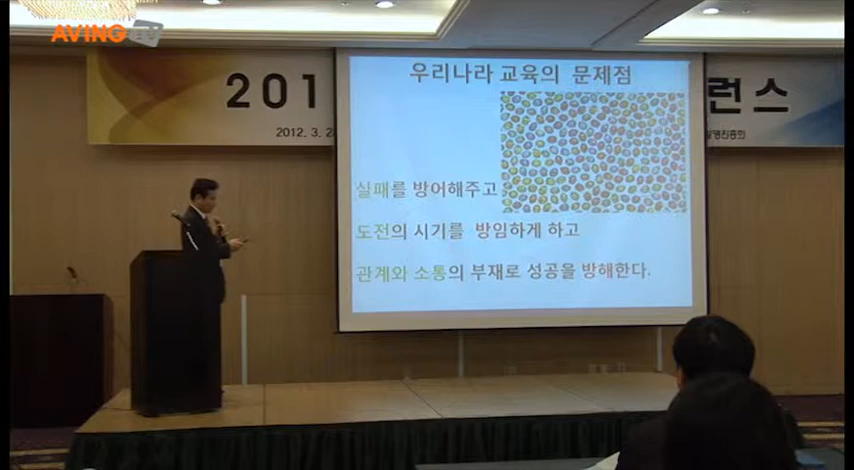 AVING TV
우리나라 교육의 문제점
201
런스
2012. 3. 2
실패를 방어해주고
도전의 시기를 방임하게 하고
관계와 소통의 부재로 성공을 방해한다.